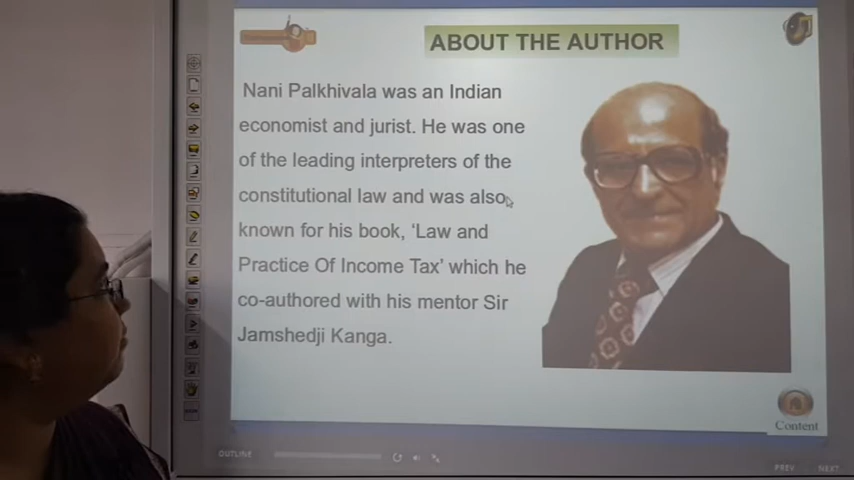 ABOUT THE AUTHOR
Nani Palkhivala was an Indian
economist and jurist. He was one
of the leading interpreters of the
constitutional law and was also
known for his book, ‘Law and
Practice Of Income Tax’ which he
co-authored with his mentor Sir
Jamshedji Kanga.
Content
OUTLINE
PREV
NEXT